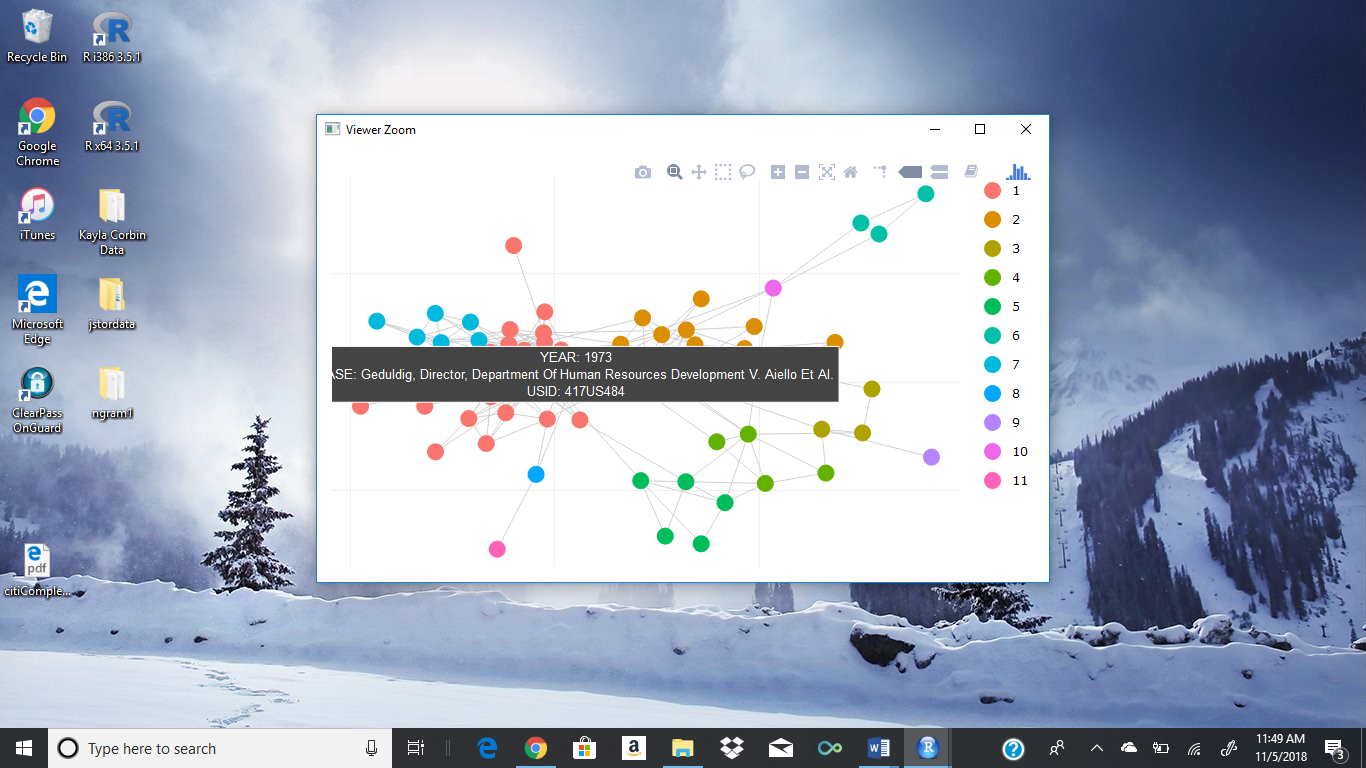 Recycle Bin
R i386 3.5.1
Google Chrome
R x64 3.5.1
iTunes
Kayla Corbin Data
Microsoft Edge
jstordata
ClearPass OnGuard
ngram1
pdf
citiComple...
Viewer Zoom
1
2
3
4
5
6
7
8
9
10
11
YEAR: 1973
ASE: Geduldig, Director, Department Of Human Resources Development V. Aiello Et Al.
USID: 417US484
Type here to search
11:49 AM
11/5/2018
3